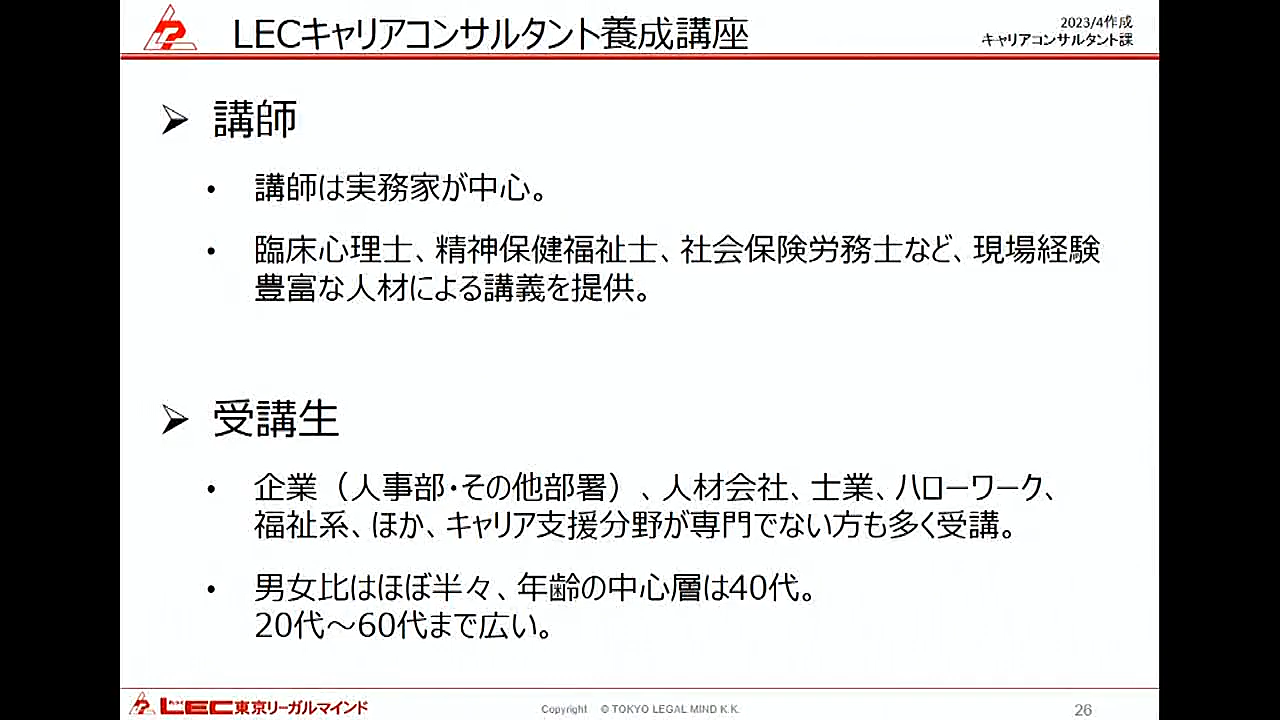 LECキャリアコンサルタント養成講座
2023/4作成
キャリアコンサルタント課
➢ 講師
• 講師は実務家が中心。
• 臨床心理士、精神保健福祉士、社会保険労務士など、現場経験
豊富な人材による講義を提供。
➢ 受講生
• 企業（人事部・その他部署）、人材会社、士業、ハローワーク、
福祉系、ほか、キャリア支援分野が専門でない方も多く受講。
• 男女比はほぼ半々、年齢の中心層は40代。
20代～60代まで広い。
LEC東京リーガルマインド
Copyright © TOKYO LEGAL MIND K.K.
26